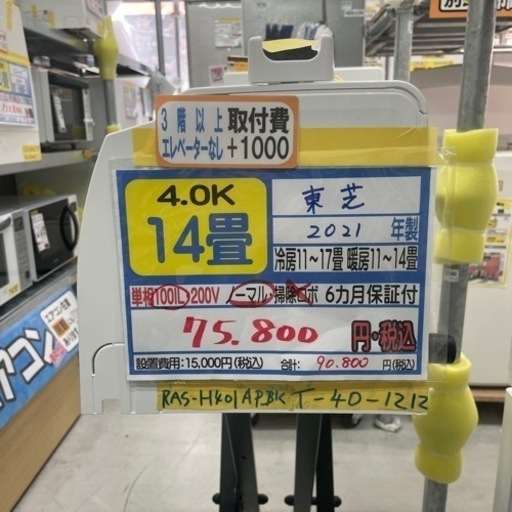 3階以上
エレベーターなし
取付費
+1000
4.0K
14畳
東芝
2021 年製
冷房11～17畳 暖房11～14畳
単相100V・200V ノーマル・掃除ロボ 6カ月保証付
75.800 円・税込
設置費用:15,000円(税込) 合計: 90.800 円(税込)
RAS-H401APBK T-40-1212
エアコン